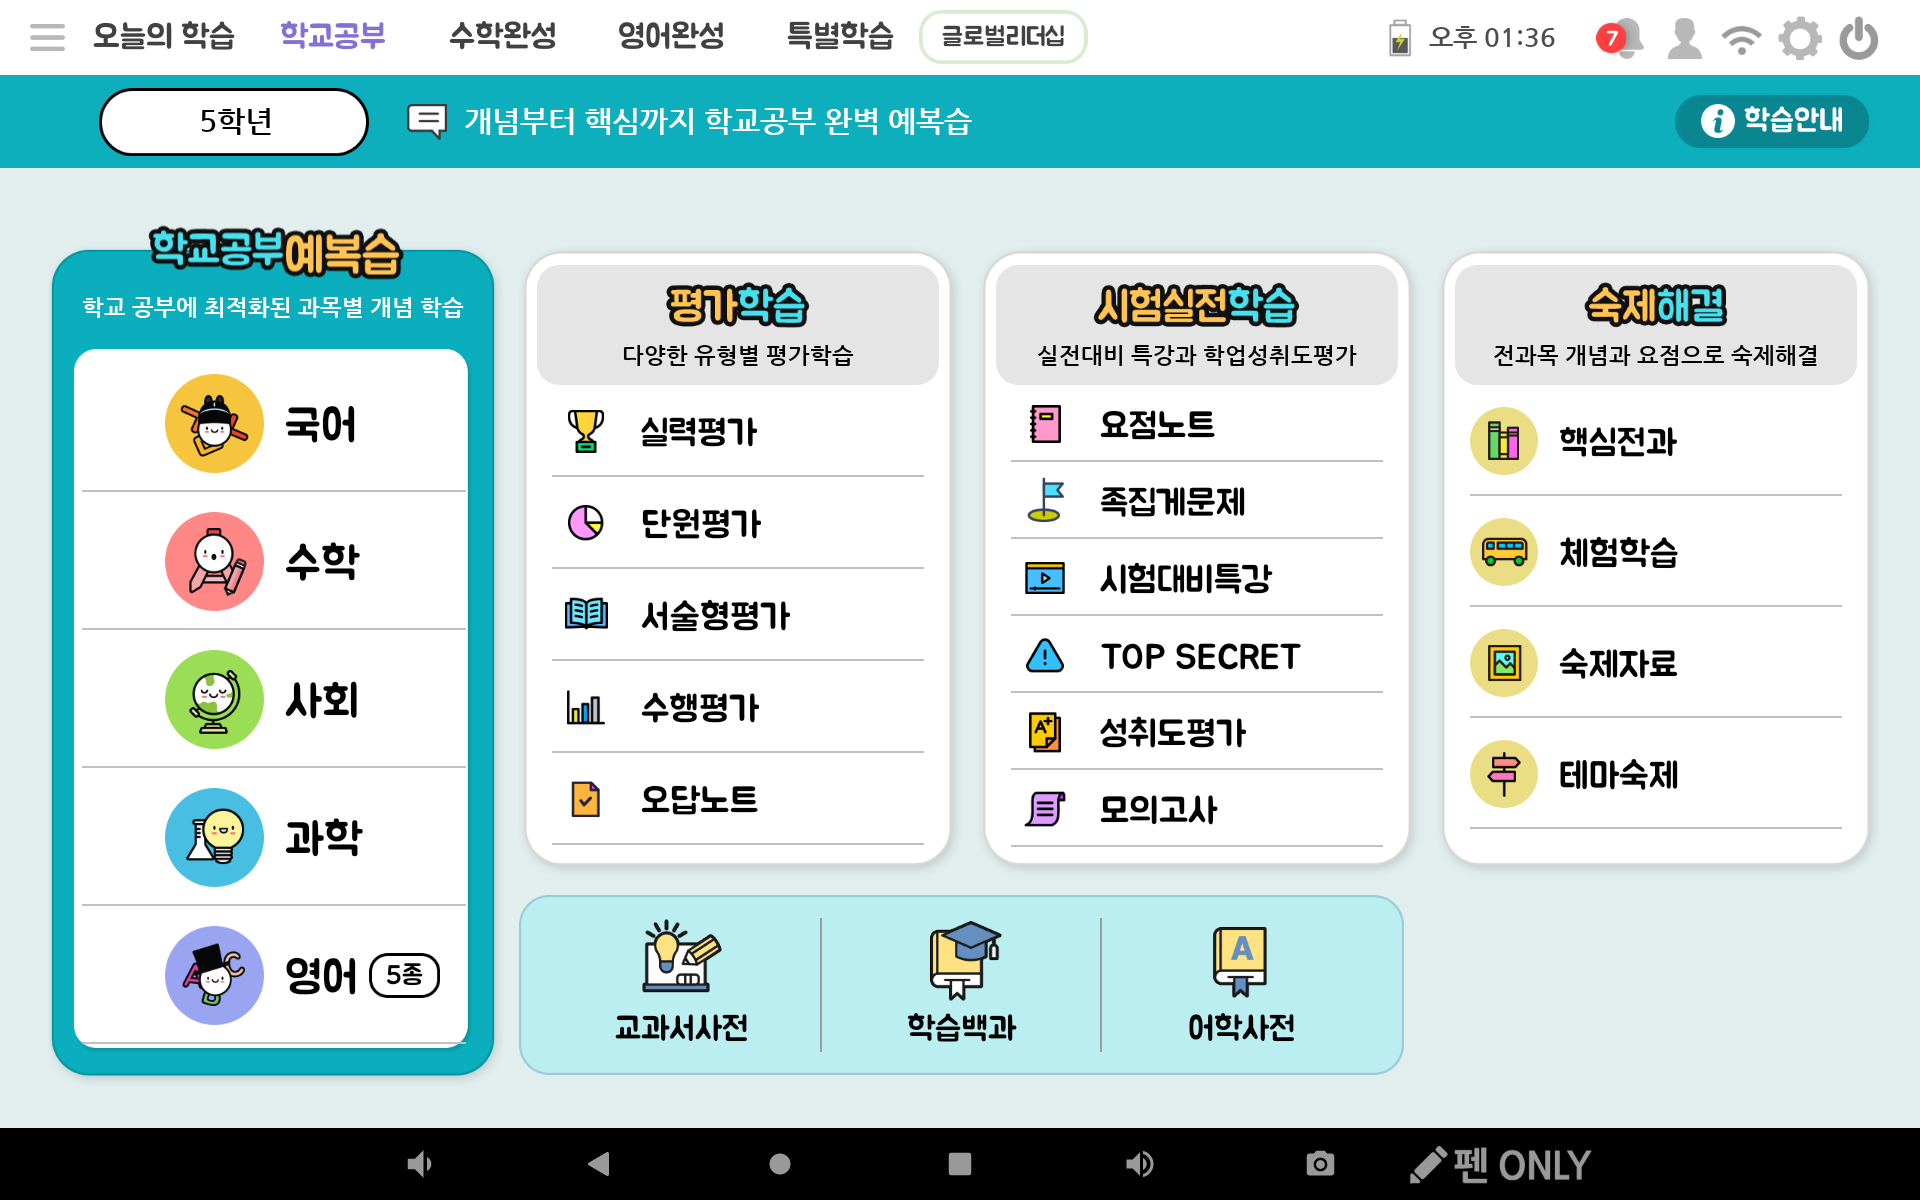 오늘의 학습
학교공부
수학완성
영어완성
특별학습
글로벌리더십
오후 01:36
7
5학년
개념부터 핵심까지 학교공부 완벽 예복습
학습안내
학교공부예복습
학교 공부에 최적화된 과목별 개념 학습
국어
수학
사회
과학
영어 5종
평가학습
다양한 유형별 평가학습
실력평가
단원평가
서술형평가
수행평가
오답노트
시험실전학습
실전대비 특강과 학업성취도평가
요점노트
족집게문제
시험대비특강
TOP SECRET
성취도평가
모의고사
숙제해결
전과목 개념과 요점으로 숙제해결
핵심전과
체험학습
숙제자료
테마숙제
교과서사전
학습백과
어학사전
펜 ONLY